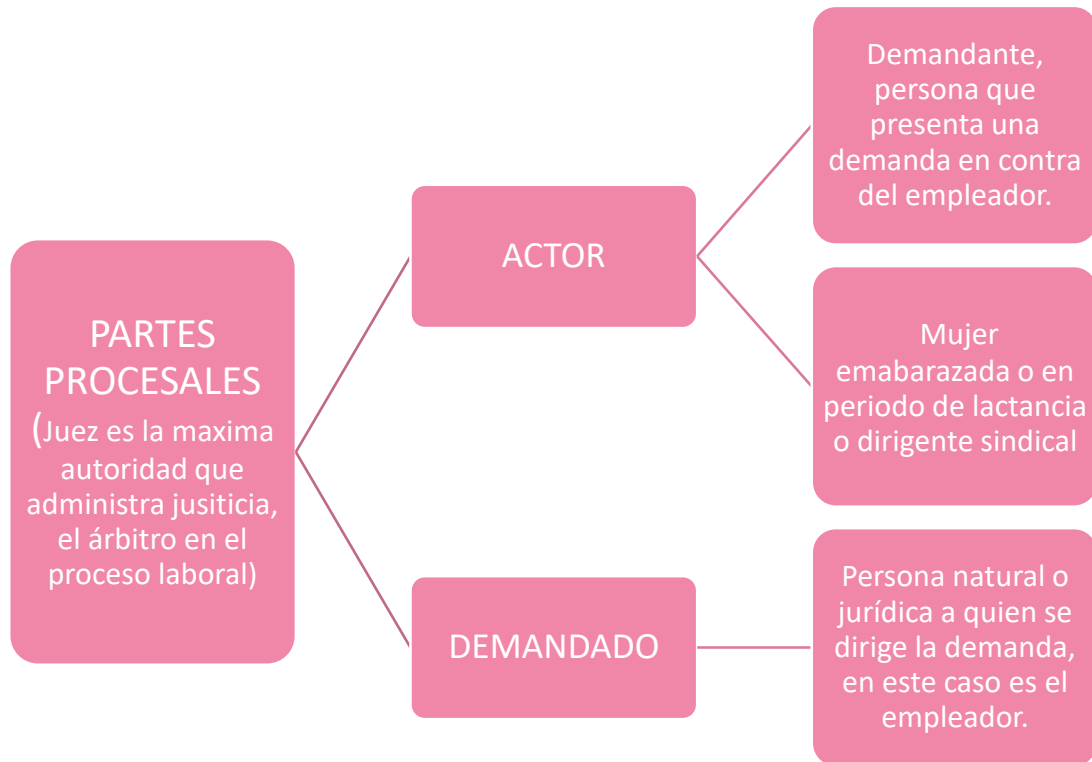 PARTES
PROCESALES
(Juez es la maxima
autoridad que
administra jusiticia,
el árbitro en el
proceso laboral)
ACTOR
Demandante,
persona que
presenta una
demanda en contra
del empleador.
Mujer
emabarazada o en
periodo de lactancia
o dirigente sindical
DEMANDADO
Persona natural o
jurídica a quien se
dirige la demanda,
en este caso es el
empleador.